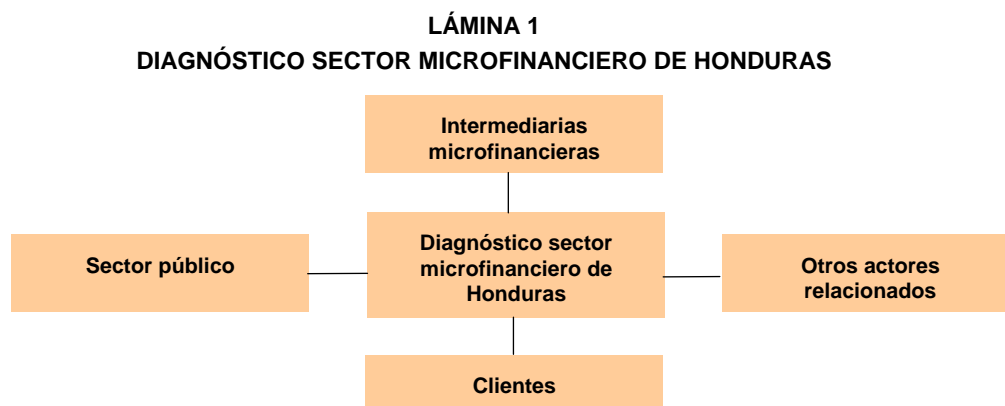 LÁMINA 1
DIAGNÓSTICO SECTOR MICROFINANCIERO DE HONDURAS
Intermediarias
microfinancieras
Sector público
Diagnóstico sector
microfinanciero de
Honduras
Otros actores
relacionados
Clientes